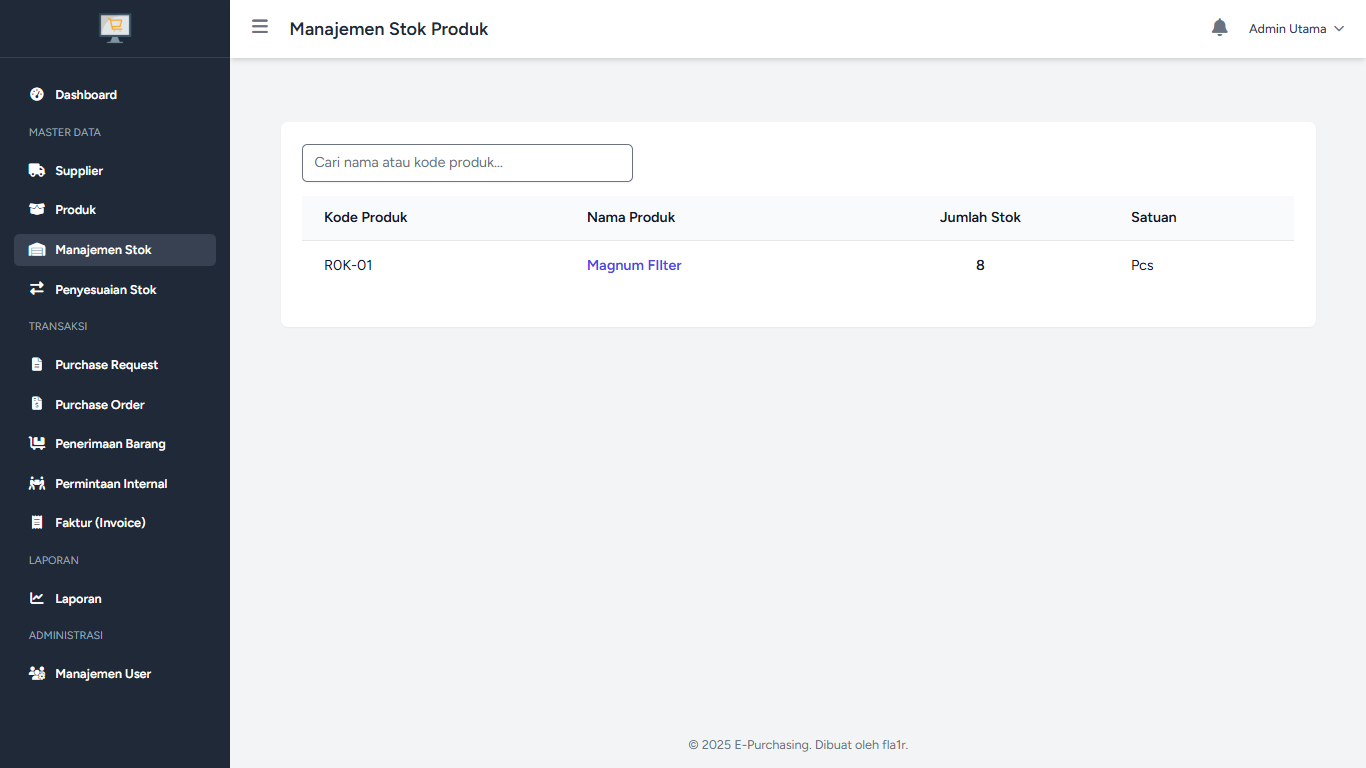 Manajemen Stok Produk
Admin Utama
Dashboard
MASTER DATA
Supplier
Produk
Manajemen Stok
Penyesuaian Stok
TRANSAKSI
Purchase Request
Purchase Order
Penerimaan Barang
Permintaan Internal
Faktur (Invoice)
LAPORAN
Laporan
ADMINISTRASI
Manajemen User
Cari nama atau kode produk...
Kode Produk Nama Produk Jumlah Stok Satuan
R0K-01 Magnum FIlter 8 Pcs
© 2025 E-Purchasing. Dibuat oleh fla1r.